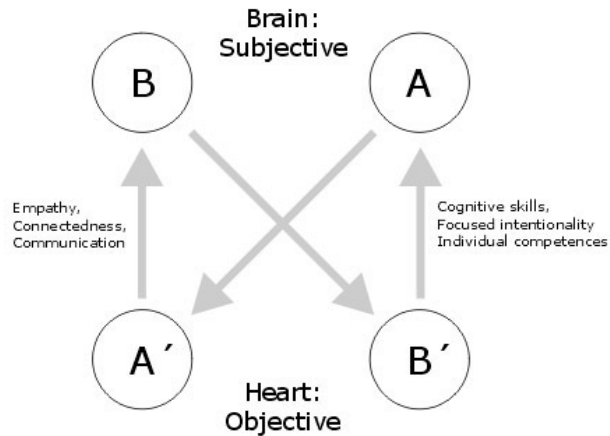 Brain:
Subjective
B
A
Empathy,
Connectedness,
Communication
Cognitive skills,
Focused intentionality
Individual competences
A´
B´
Heart:
Objective